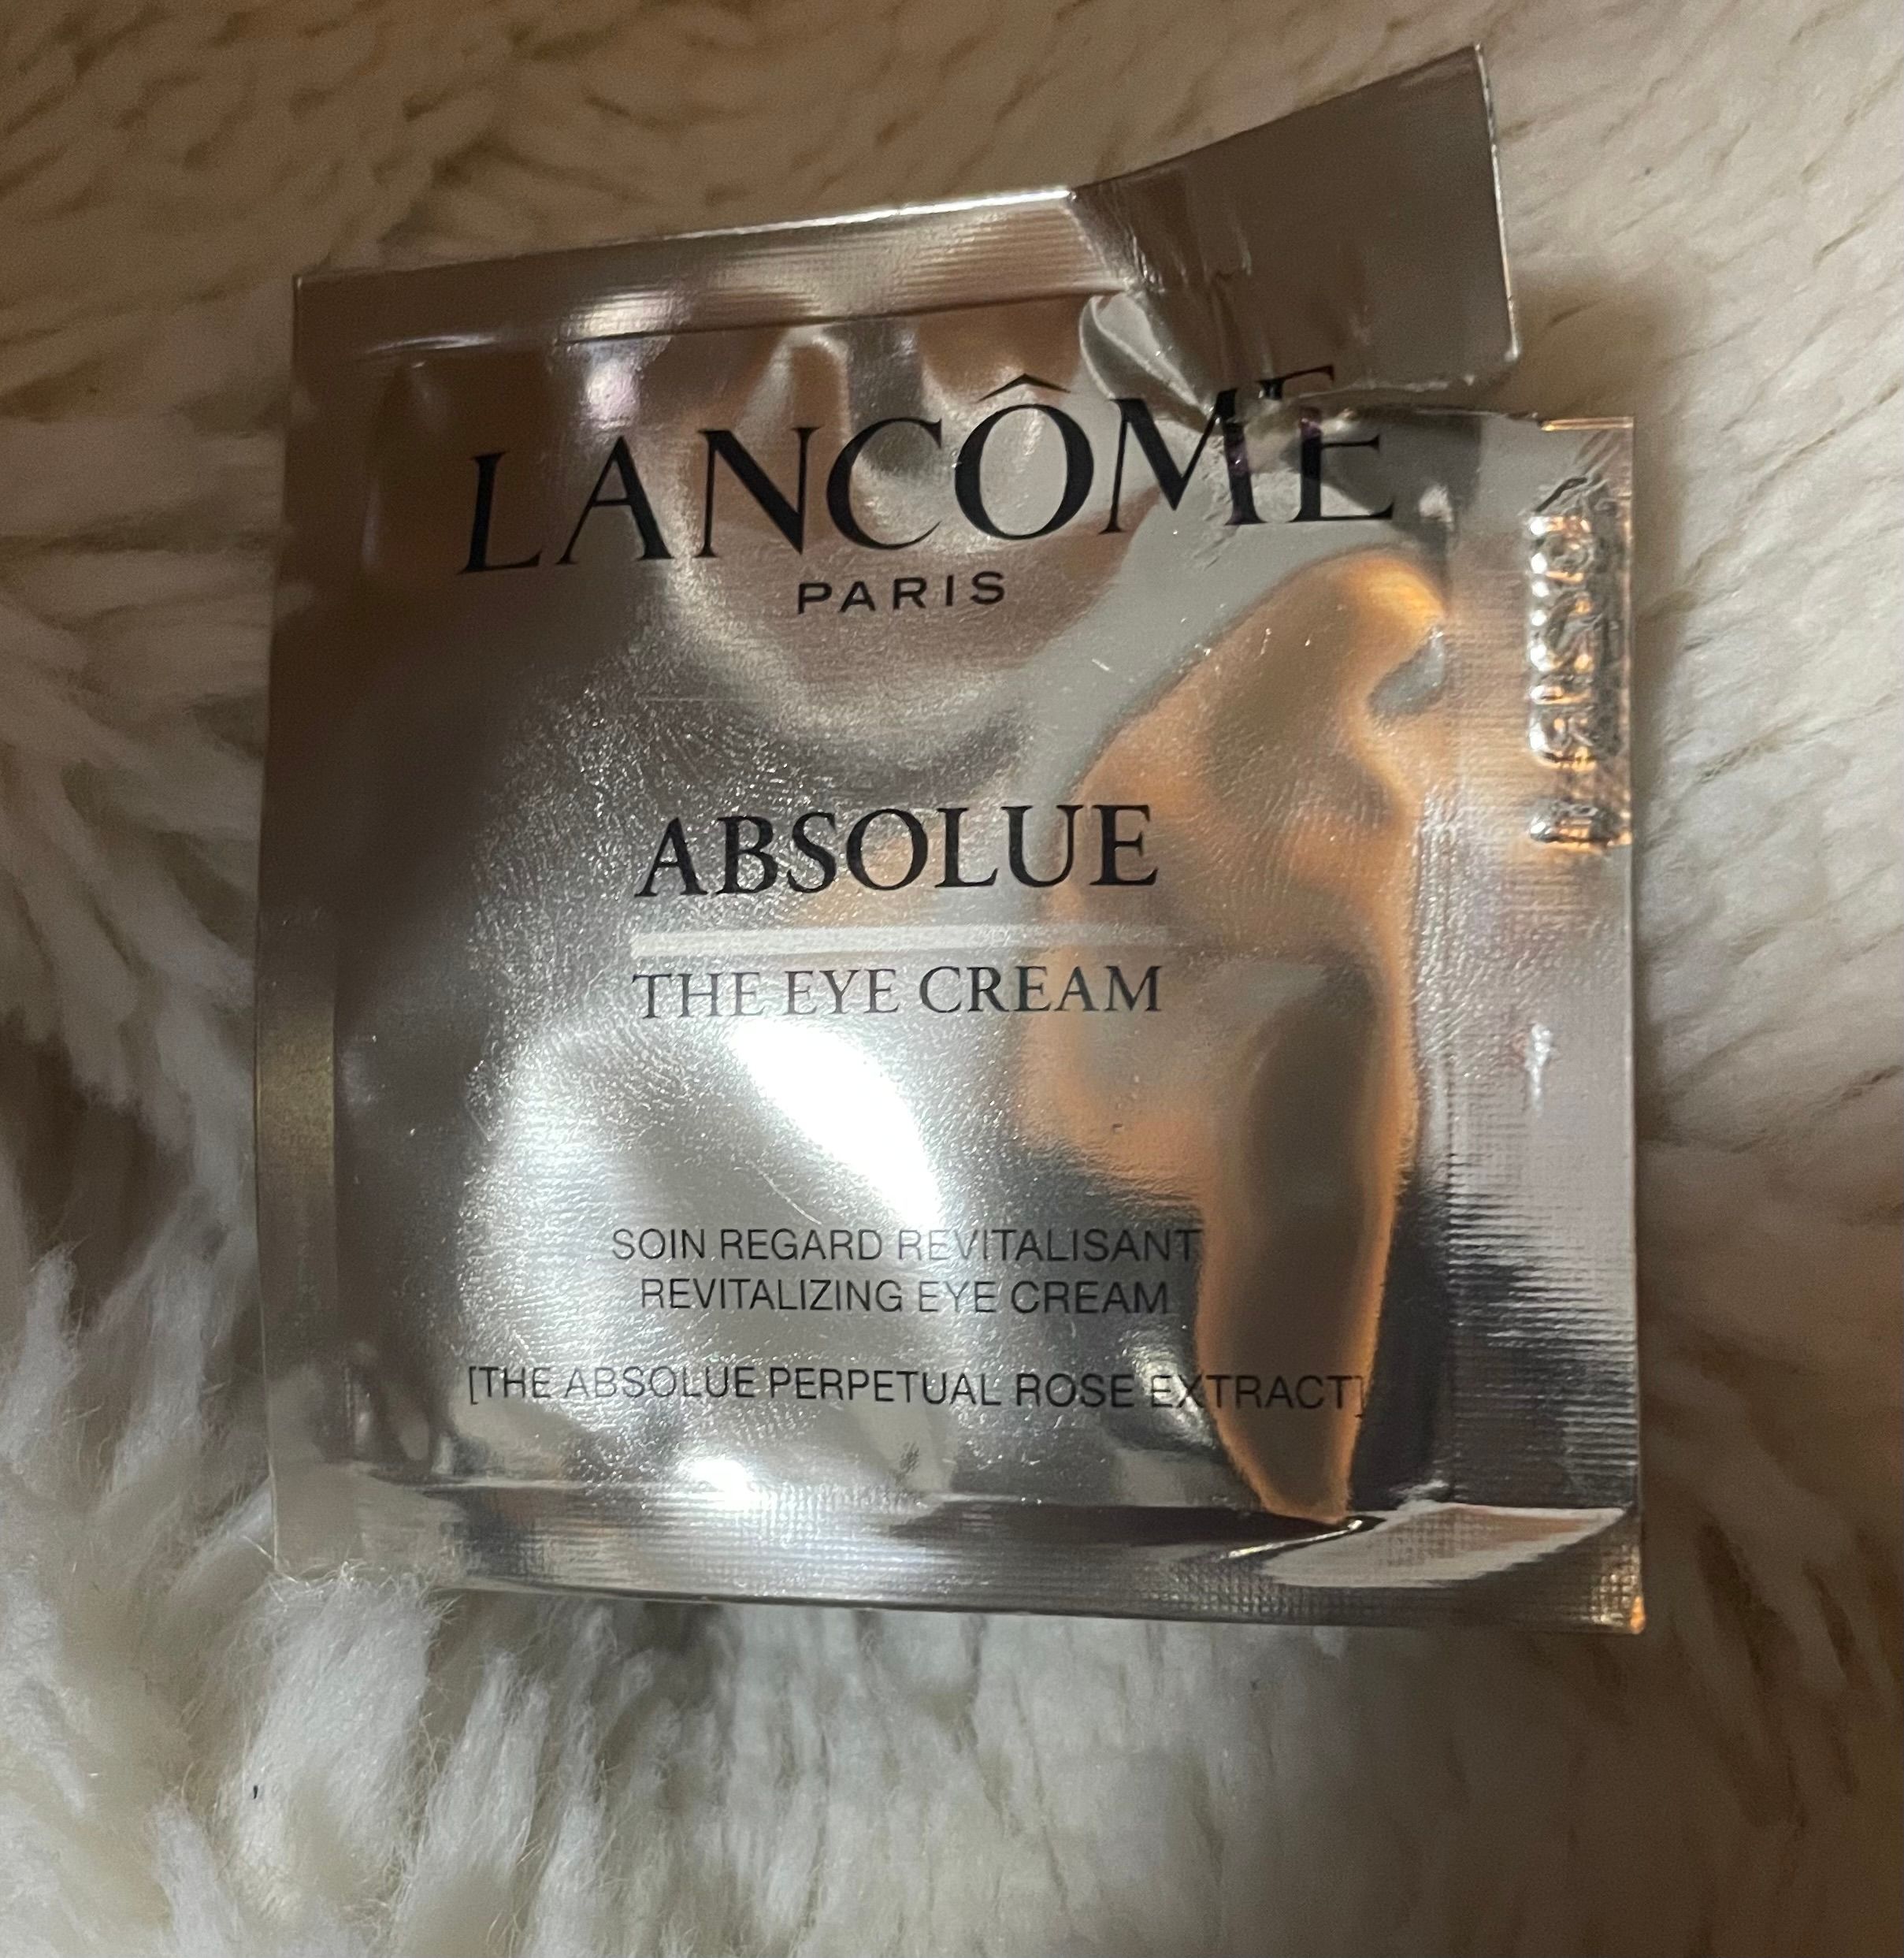 LANCÔME
PARIS
ABSOLUE
THE EYE CREAM
SOIN REGARD REVITALISANT
REVITALIZING EYE CREAM
[THE ABSOLUE PERPETUAL ROSE EXTRACT]